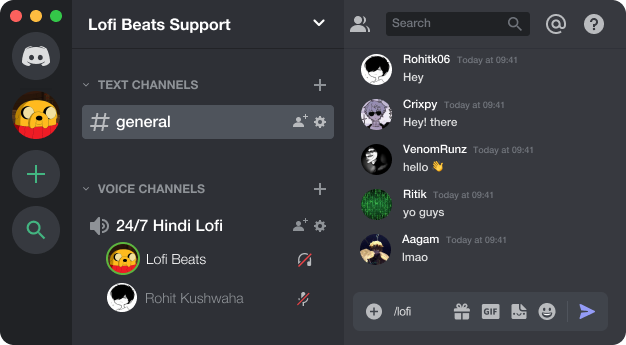 Lofi Beats Support
Search
TEXT CHANNELS
general
VOICE CHANNELS
24/7 Hindi Lofi
Lofi Beats
Rohit Kushwaha
Rohitk06 Today at 09:41
Hey
Crixpy Today at 09:41
Hey! there
VenomRunz Today at 09:41
hello 👋
Ritik Today at 09:41
yo guys
Aagam Today at 09:41
lmao
/lofi
GIF